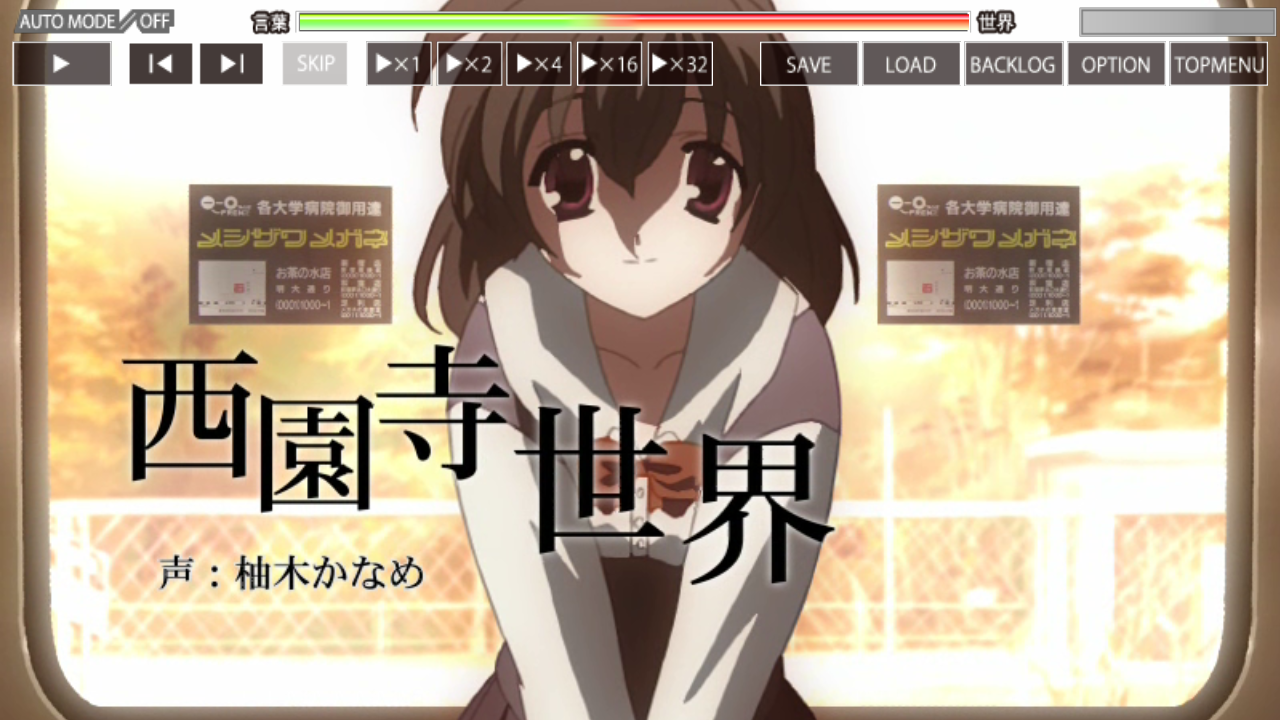 AUTO MODE OFF
言葉
世界
SKIP
▶×1
▶×2
▶×4
▶×16
▶×32
SAVE
LOAD
BACKLOG
OPTION
TOPMENU
各大学病院御用達
メシザワメガネ
お茶の水店
明大通り
各大学病院御用達
メシザワメガネ
お茶の水店
明大通り
西園寺世界
声：柚木かなめ